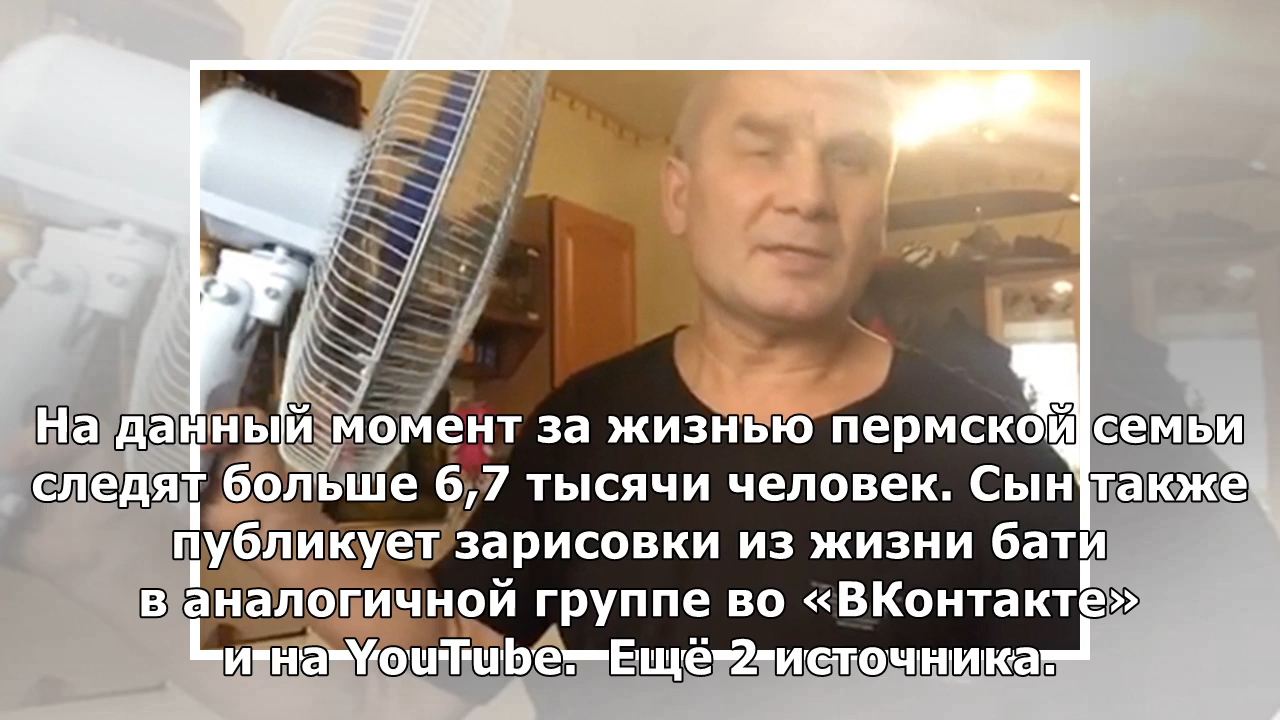 На данный момент за жизнью пермской семьи
следят больше 6,7 тысячи человек. Сын также
публикует зарисовки из жизни бати
в аналогичной группе во «ВКонтакте»
и на YouTube.  Ещё 2 источника.